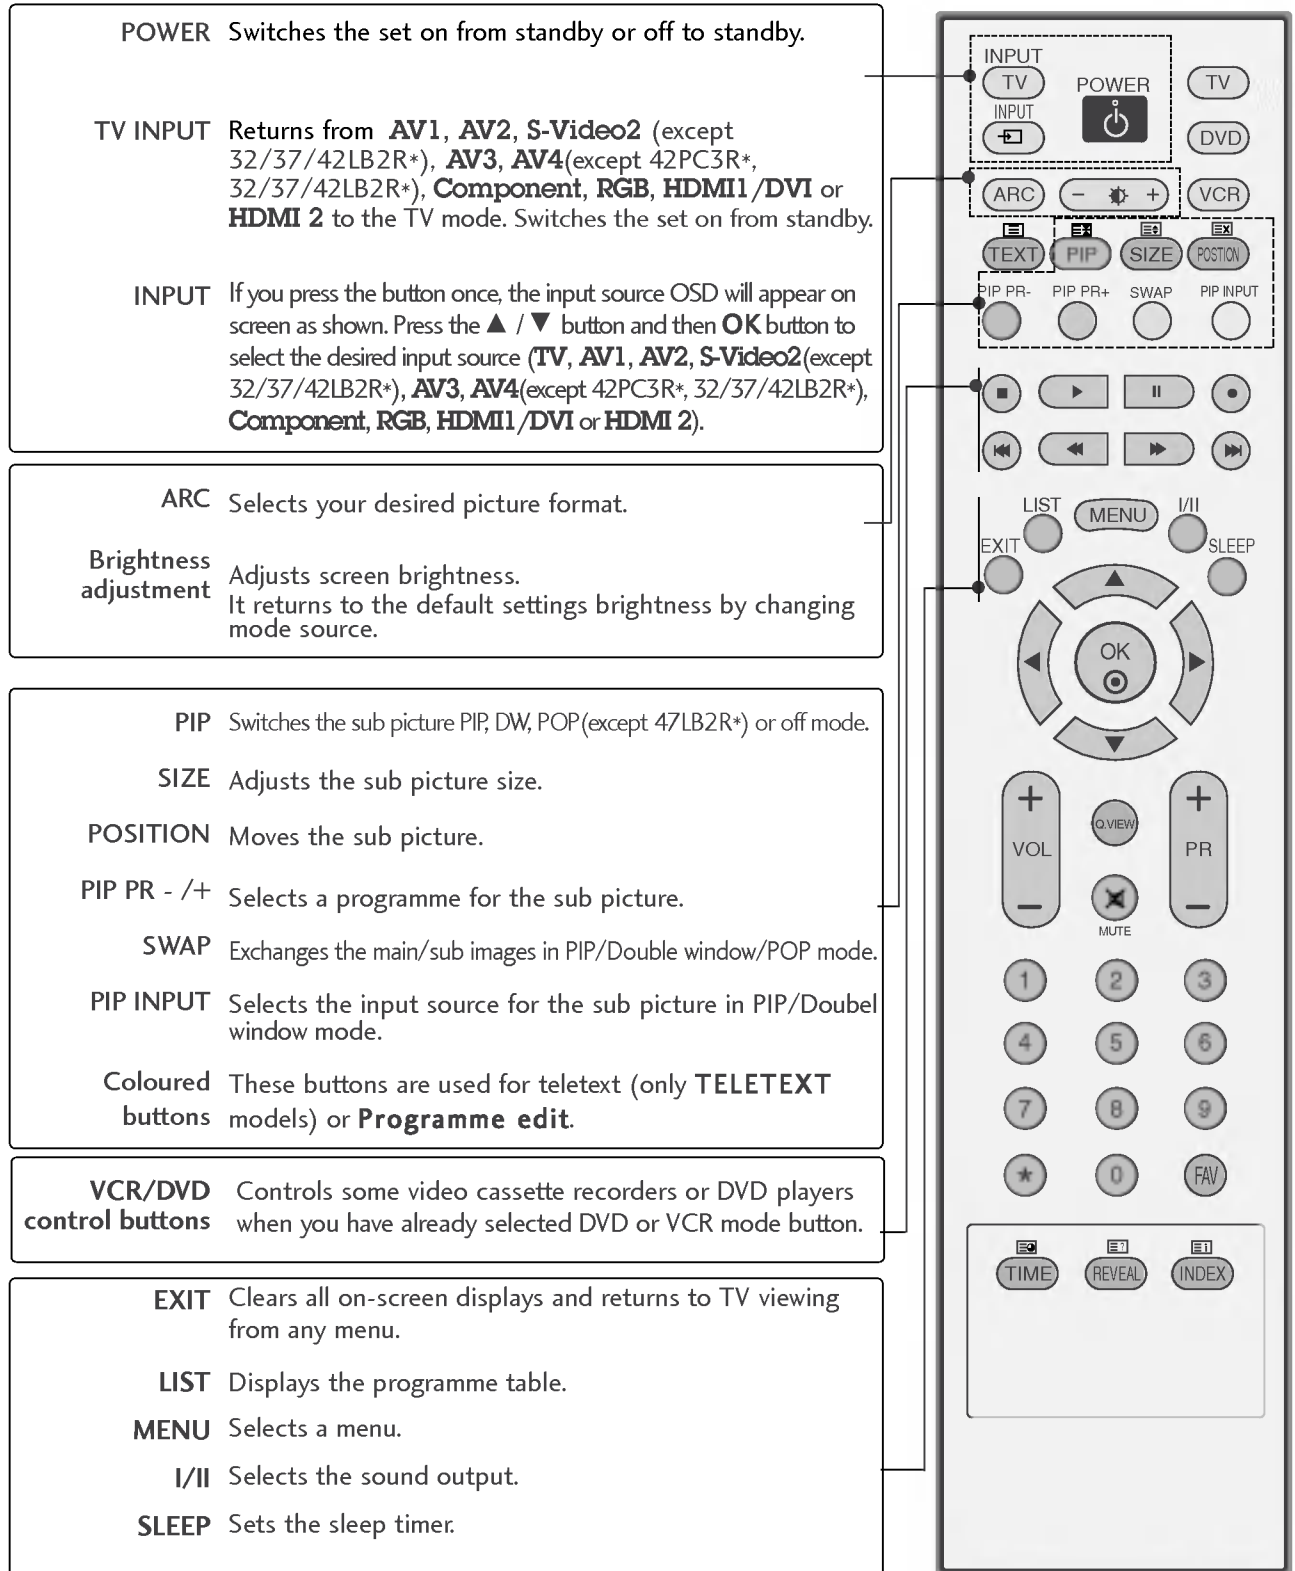 POWER Switches the set on from standby or off to standby.
TV INPUT Returns from AV1, AV2, S-Video2 (except
32/37/42LB2R*), AV3, AV4(except 42PC3R*,
32/37/42LB2R*), Component, RGB, HDMI1/DVI or
HDMI 2 to the TV mode. Switches the set on from standby.
INPUT If you press the button once, the input source OSD will appear on
screen as shown. Press the ▲ / ▼ button and then OK button to
select the desired input source (TV, AV1, AV2, S-Video2(except
32/37/42LB2R*), AV3, AV4(except 42PC3R*, 32/37/42LB2R*),
Component, RGB, HDMI1/DVI or HDMI 2).
ARC Selects your desired picture format.
Brightness
adjustment Adjusts screen brightness.
It returns to the default settings brightness by changing
mode source.
PIP Switches the sub picture PIP, DW, POP(except 47LB2R*) or off mode.
SIZE Adjusts the sub picture size.
POSITION Moves the sub picture.
PIP PR - /+ Selects a programme for the sub picture.
SWAP Exchanges the main/sub images in PIP/Double window/POP mode.
PIP INPUT Selects the input source for the sub picture in PIP/Doubel
window mode.
Coloured These buttons are used for teletext (only TELETEXT
buttons models) or Programme edit.
VCR/DVD Controls some video cassette recorders or DVD players
control buttons when you have already selected DVD or VCR mode button.
EXIT Clears all on-screen displays and returns to TV viewing
from any menu.
LIST Displays the programme table.
MENU Selects a menu.
I/II Selects the sound output.
SLEEP Sets the sleep timer.
INPUT
TV POWER TV
INPUT
DVD
ARC - + VCR
TEXT PIP SIZE POSTION
PIP PR- PIP PR+ SWAP PIP INPUT
LIST MENU I/II
EXIT SLEEP
OK
+ Q.VIEW +
VOL PR
- -
MUTE
1 2 3
4 5 6
7 8 9
* 0 FAV
TIME REVEAL INDEX